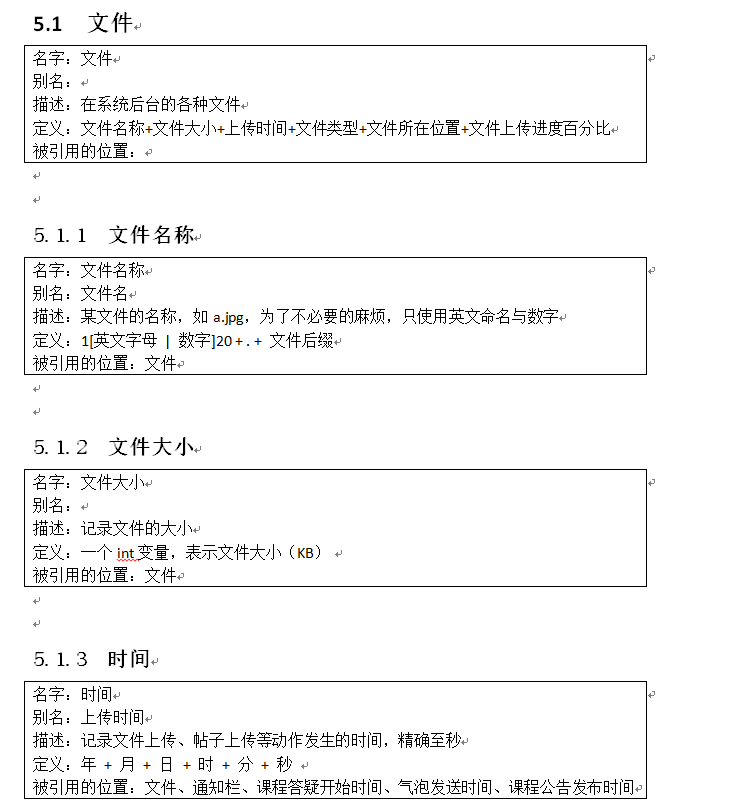 5.1 文件
名字：文件
别名：
描述：在系统后台的各种文件
定义：文件名称+文件大小+上传时间+文件类型+文件所在位置+文件上传进度百分比
被引用的位置：
5.1.1 文件名称
名字：文件名称
别名：文件名
描述：某文件的名称，如 a.jpg，为了不必要的麻烦，只使用英文命名与数字
定义：1[英文字母 | 数字]20 + . + 文件后缀
被引用的位置：文件
5.1.2 文件大小
名字：文件大小
别名：
描述：记录文件的大小
定义：一个 int 变量，表示文件大小（KB）
被引用的位置：文件
5.1.3 时间
名字：时间
别名：上传时间
描述：记录文件上传、帖子上传等动作发生的时间，精确至秒
定义：年 + 月 + 日 + 时 + 分 + 秒
被引用的位置：文件、通知栏、课程答疑开始时间、气泡发送时间、课程公告发布时间